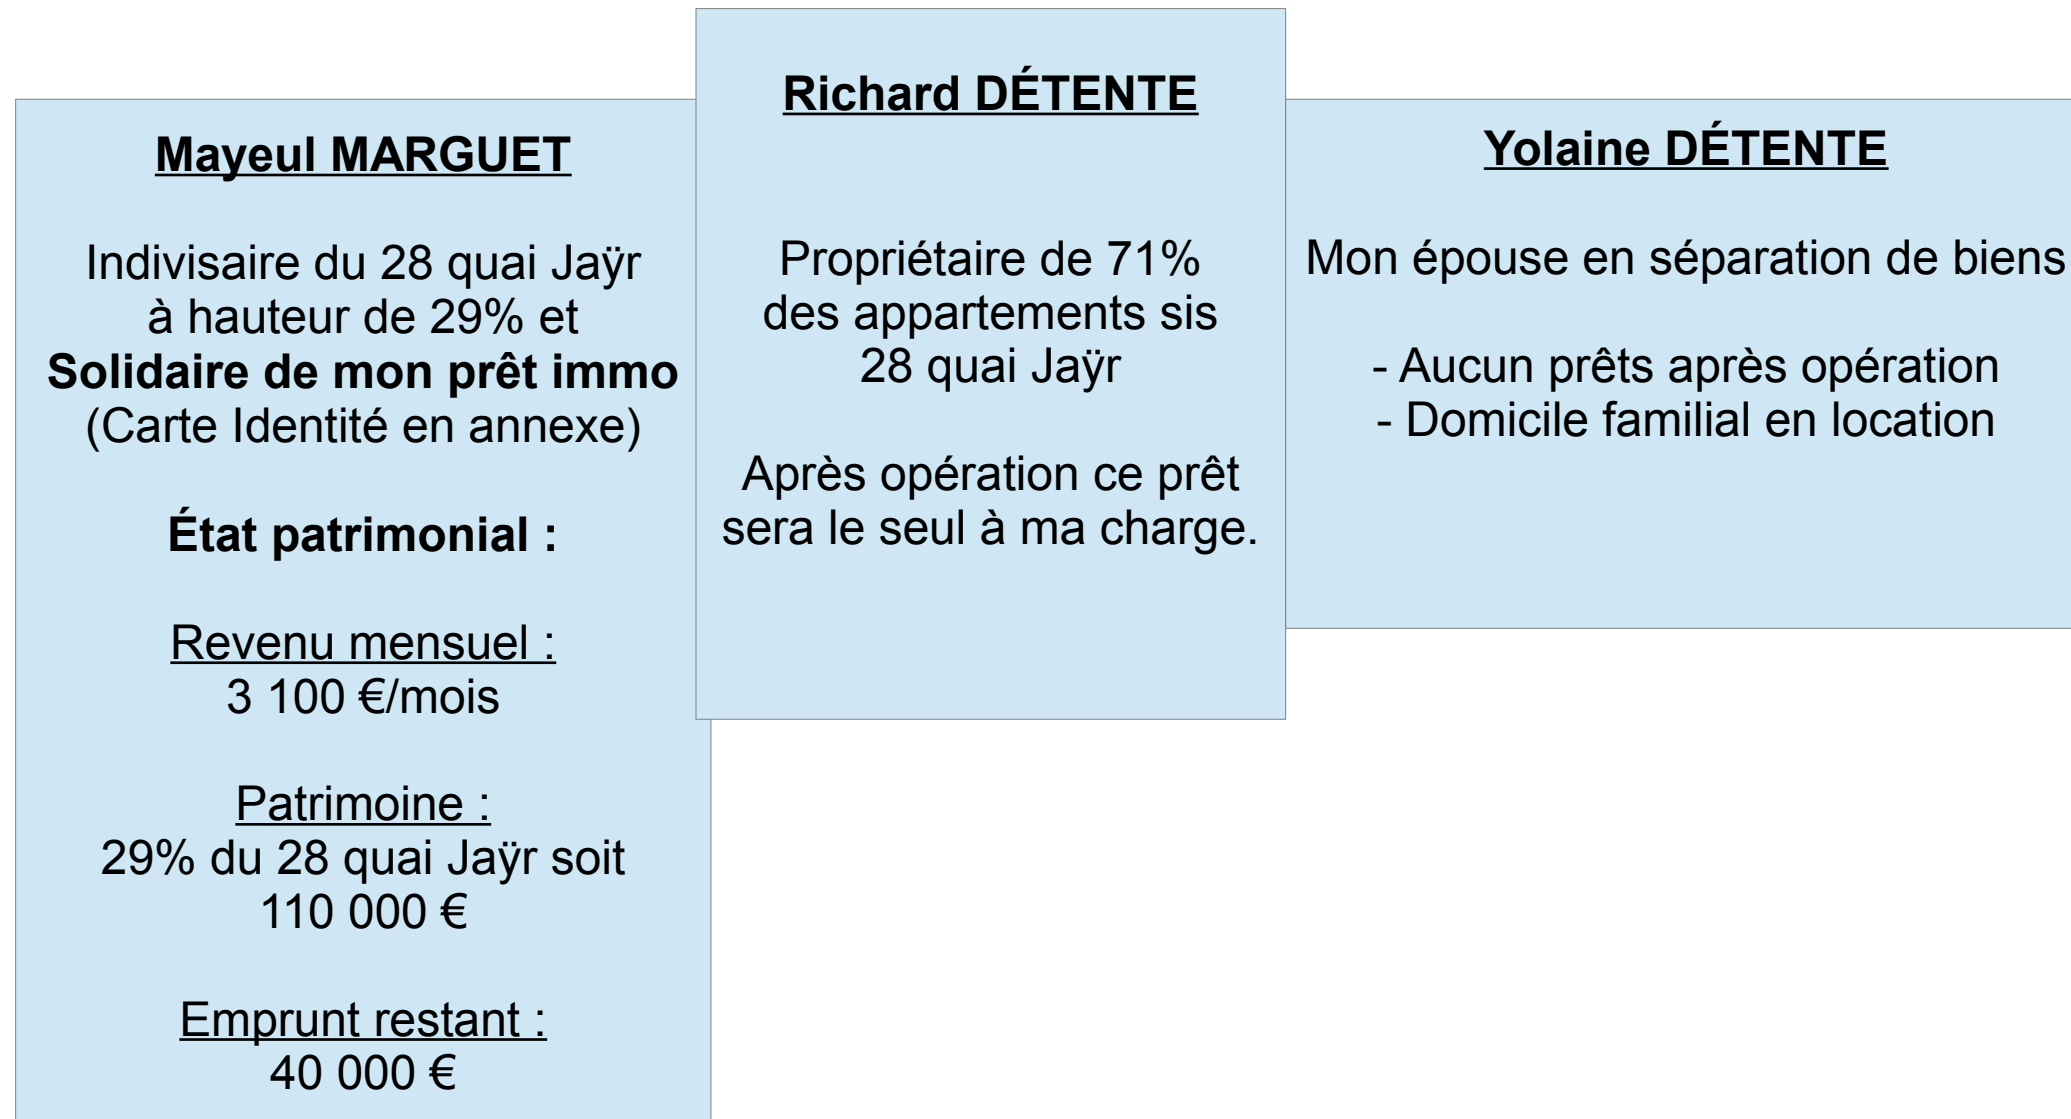 Mayeul MARGUET
Indivisaire du 28 quai Jaÿr
à hauteur de 29% et
Solidaire de mon prêt immo
(Carte Identité en annexe)
État patrimonial :
Revenu mensuel :
3 100 €/mois
Patrimoine :
29% du 28 quai Jaÿr soit
110 000 €
Emprunt restant :
40 000 €
Richard DÉTENTE
Propriétaire de 71%
des appartements sis
28 quai Jaÿr
Après opération ce prêt
sera le seul à ma charge.
Yolaine DÉTENTE
Mon épouse en séparation de biens
- Aucun prêts après opération
- Domicile familial en location